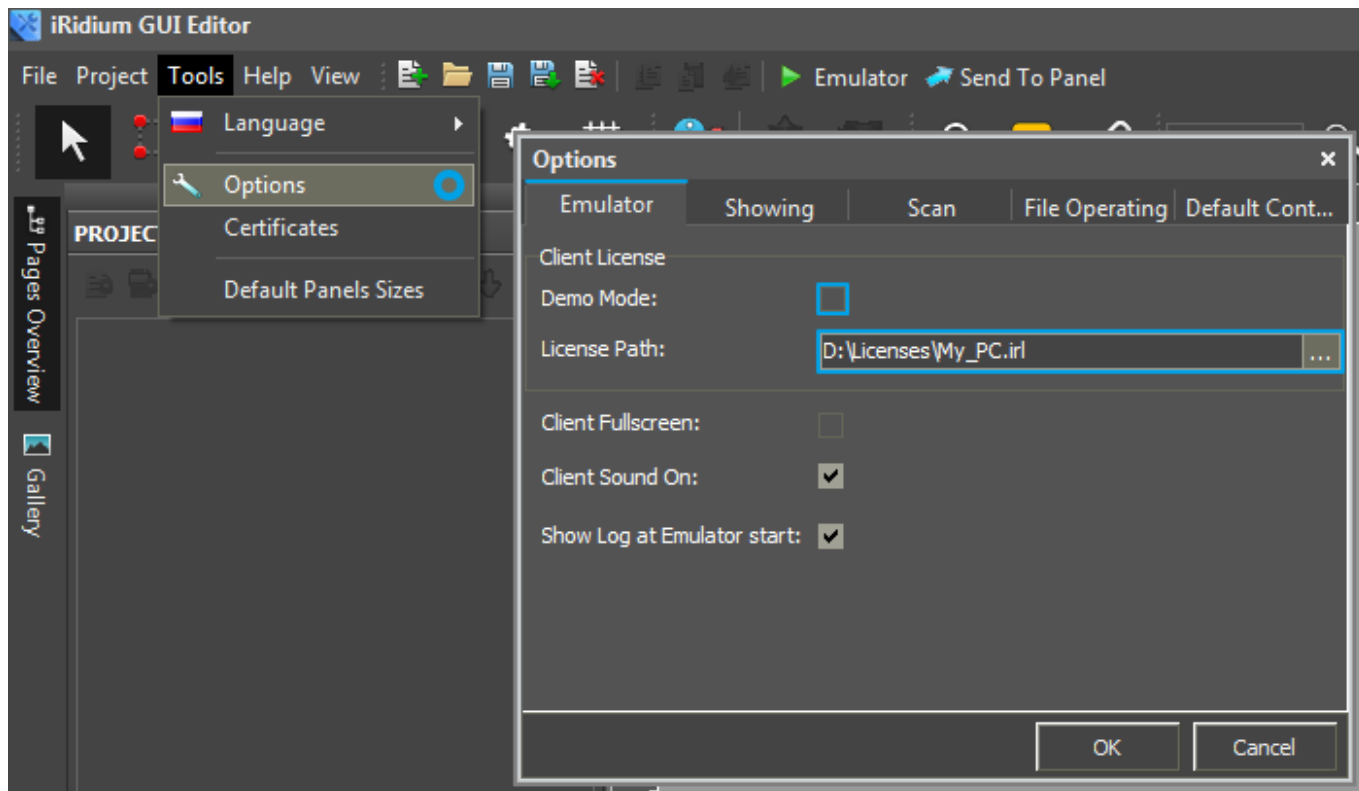 iRidium GUI Editor
File Project Tools Help View Emulator Send To Panel
Language
Options
Certificates
Default Panels Sizes
Pages Overview
Gallery
PROJEC
Options
Emulator Showing Scan File Operating Default Cont...
Client License
Demo Mode:
License Path: D:\Licenses\My_PC.irl ...
Client Fullscreen:
Client Sound On:
Show Log at Emulator start:
OK Cancel